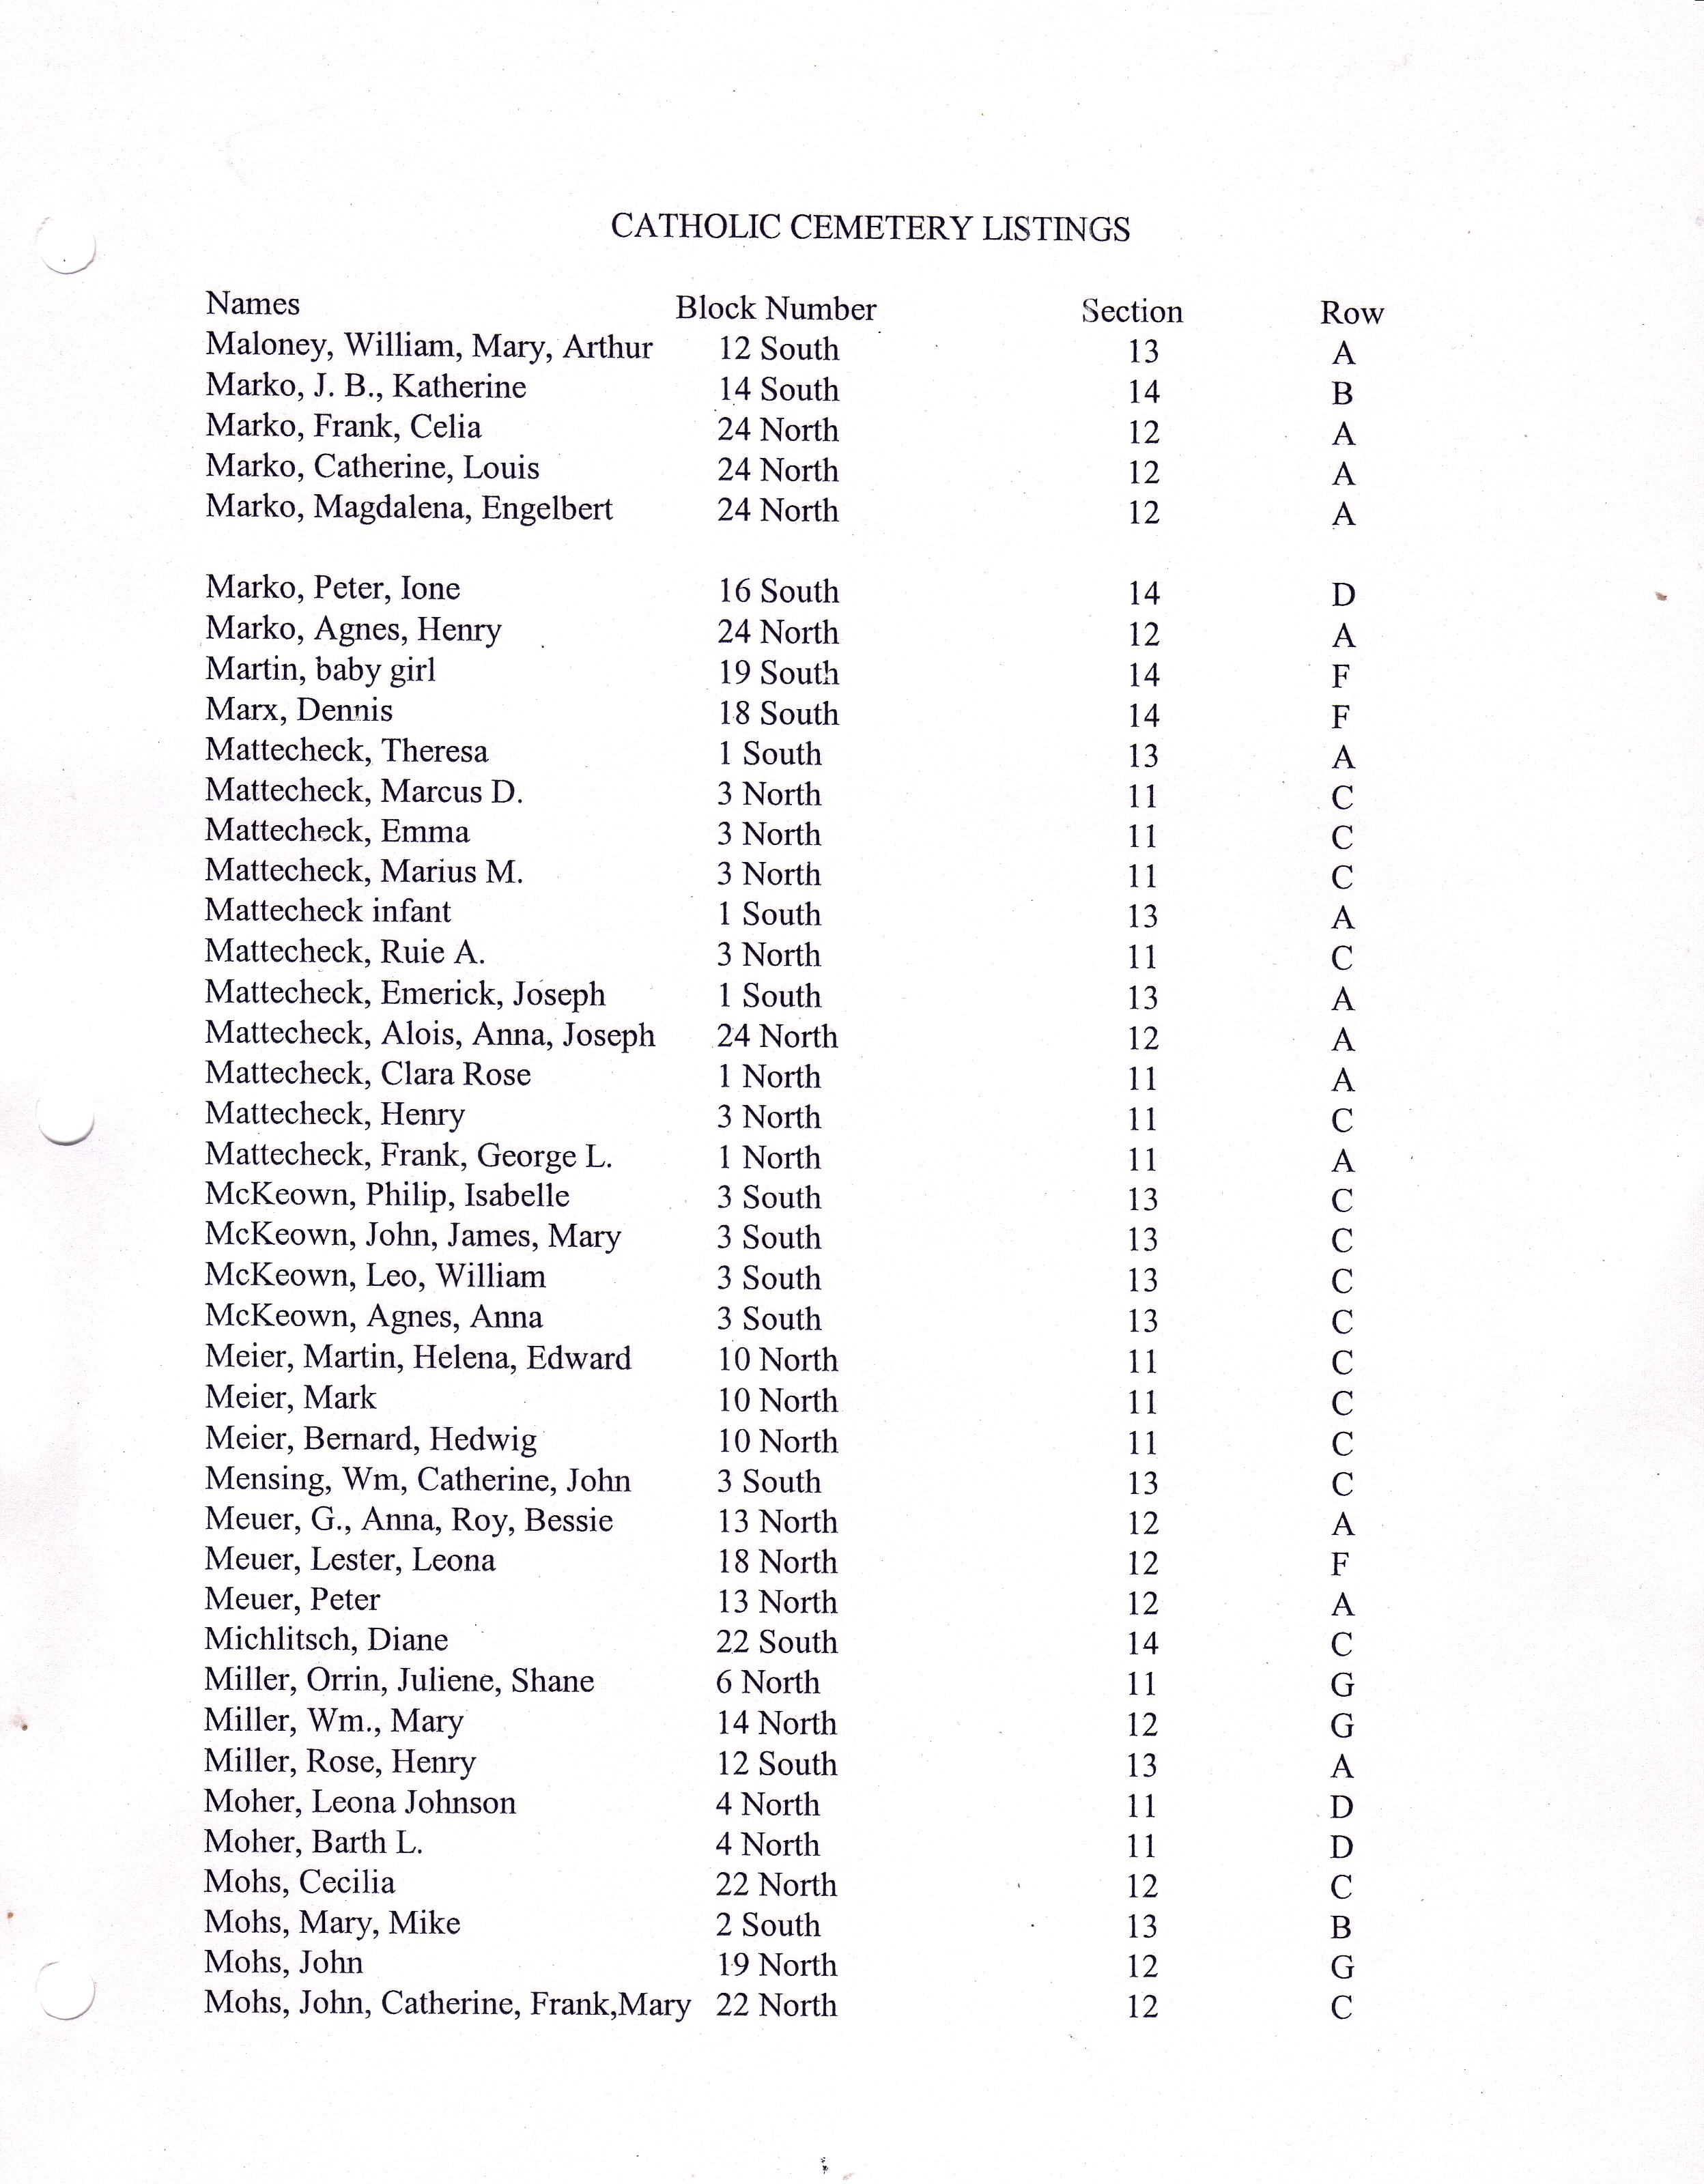 CATHOLIC CEMETERY LISTINGS
Names Block Number Section Row
Maloney, William, Mary, Arthur 12 South 13 A
Marko, J. B., Katherine 14 South 14 B
Marko, Frank, Celia 24 North 12 A
Marko, Catherine, Louis 24 North 12 A
Marko, Magdalena, Engelbert 24 North 12 A
Marko, Peter, Ione 16 South 14 D
Marko, Agnes, Henry 24 North 12 A
Martin, baby girl 19 South 14 F
Marx, Dennis 18 South 14 F
Mattecheck, Theresa 1 South 13 A
Mattecheck, Marcus D. 3 North 11 C
Mattecheck, Emma 3 North 11 C
Mattecheck, Marius M. 3 North 11 C
Mattecheck infant 1 South 13 A
Mattecheck, Ruie A. 3 North 11 C
Mattecheck, Emerick, Joseph 1 South 13 A
Mattecheck, Alois, Anna, Joseph 24 North 12 A
Mattecheck, Clara Rose 1 North 11 A
Mattecheck, Henry 3 North 11 C
Mattecheck, Frank, George L. 1 North 11 A
McKeown, Philip, Isabelle 3 South 13 C
McKeown, John, James, Mary 3 South 13 C
McKeown, Leo, William 3 South 13 C
McKeown, Agnes, Anna 3 South 13 C
Meier, Martin, Helena, Edward 10 North 11 C
Meier, Mark 10 North 11 C
Meier, Bernard, Hedwig 10 North 11 C
Mensing, Wm, Catherine, John 3 South 13 C
Meuer, G., Anna, Roy, Bessie 13 North 12 A
Meuer, Lester, Leona 18 North 12 F
Meuer, Peter 13 North 12 A
Michlitsch, Diane 22 South 14 C
Miller, Orrin, Juliene, Shane 6 North 11 G
Miller, Wm., Mary 14 North 12 G
Miller, Rose, Henry 12 South 13 A
Moher, Leona Johnson 4 North 11 D
Moher, Barth L. 4 North 11 D
Mohs, Cecilia 22 North 12 C
Mohs, Mary, Mike 2 South 13 B
Mohs, John 19 North 12 G
Mohs, John, Catherine, Frank,Mary 22 North 12 C